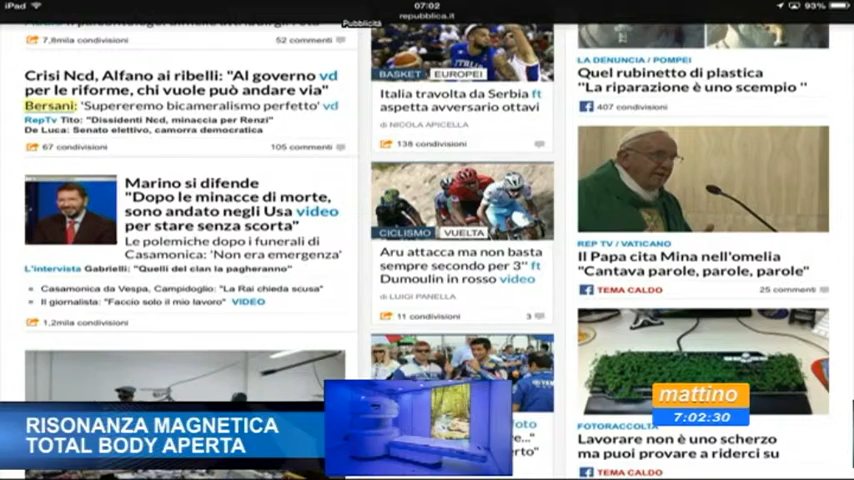 iPad
07:02
93%
Pubblicità
repubblica.it
7,8mila condivisioni
52 commenti
Crisi Ncd, Alfano ai ribelli: "Al governo vd
per le riforme, chi vuole può andare via"
Bersani: 'Supereremo bicameralismo perfetto' vd
RepTv Tito: "Dissidenti Ncd, minaccia per Renzi"
De Luca: Senato elettivo, camorra democratica
67 condivisioni
105 commenti
Marino si difende
"Dopo le minacce di morte,
sono andato negli Usa video
per stare senza scorta"
Le polemiche dopo i funerali di
Casamonica: 'Non era emergenza'
L'intervista Gabrielli: "Quelli del clan la pagheranno"
Casamonica da Vespa, Campidoglio: "La Rai chieda scusa"
Il giornalista: "Faccio solo il mio lavoro" VIDEO
1,2mila condivisioni
BASKET EUROPEI
Italia travolta da Serbia ft
aspetta avversario ottavi
di NICOLA APICELLA
138 condivisioni
CICLISMO VUELTA
Aru attacca ma non basta
sempre secondo per 3'' ft
Dumoulin in rosso video
di LUIGI PANELLA
11 condivisioni
3
foto
erto"
LA DENUNCIA / POMPEI
Quel rubinetto di plastica
"La riparazione è uno scempio "
407 condivisioni
REP TV / VATICANO
Il Papa cita Mina nell'omelia
"Cantava parole, parole, parole"
TEMA CALDO
25 commenti
FOTORACCOLTA
Lavorare non è uno scherzo
ma puoi provare a riderci su
TEMA CALDO
mattino
7:02:30
RISONANZA MAGNETICA
TOTAL BODY APERTA